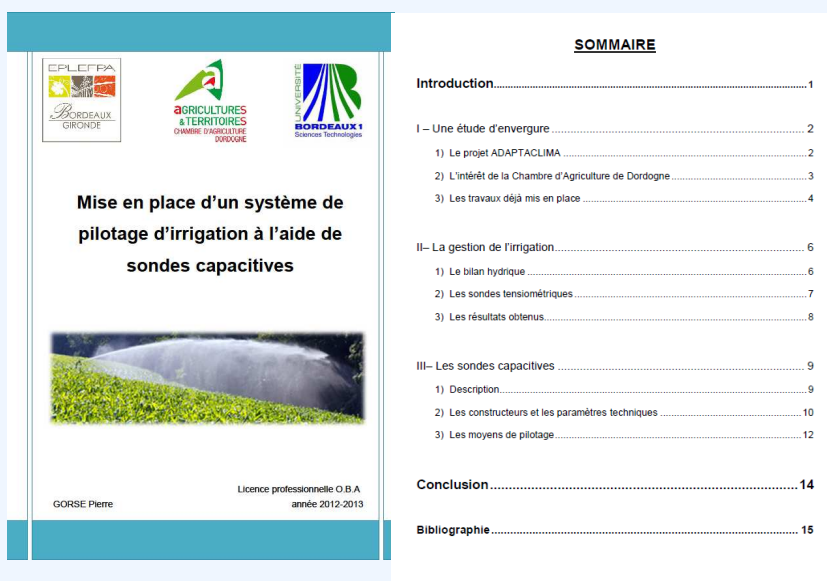 EPLEFPA
BORDEAUX
GIRONDE
AGRICULTURES
& TERRITOIRES
CHAMBRE D'AGRICULTURE
DORDOGNE
UNIVERSITÉ
BORDEAUX 1
Sciences Technologies
Mise en place d'un système de
pilotage d'irrigation à l'aide de
sondes capacitives
Licence professionnelle O.B.A
GORSE Pierre année 2012-2013
SOMMAIRE
Introduction.....1
I – Une étude d'envergure.....2
1) Le projet ADAPTACLIMA.....2
2) L'intérêt de la Chambre d'Agriculture de Dordogne.....3
3) Les travaux déjà mis en place.....4
II– La gestion de l'irrigation.....6
1) Le bilan hydrique.....6
2) Les sondes tensiométriques.....7
3) Les résultats obtenus.....8
III– Les sondes capacitives.....9
1) Description.....9
2) Les constructeurs et les paramètres techniques.....10
3) Les moyens de pilotage.....12
Conclusion.....14
Bibliographie.....15